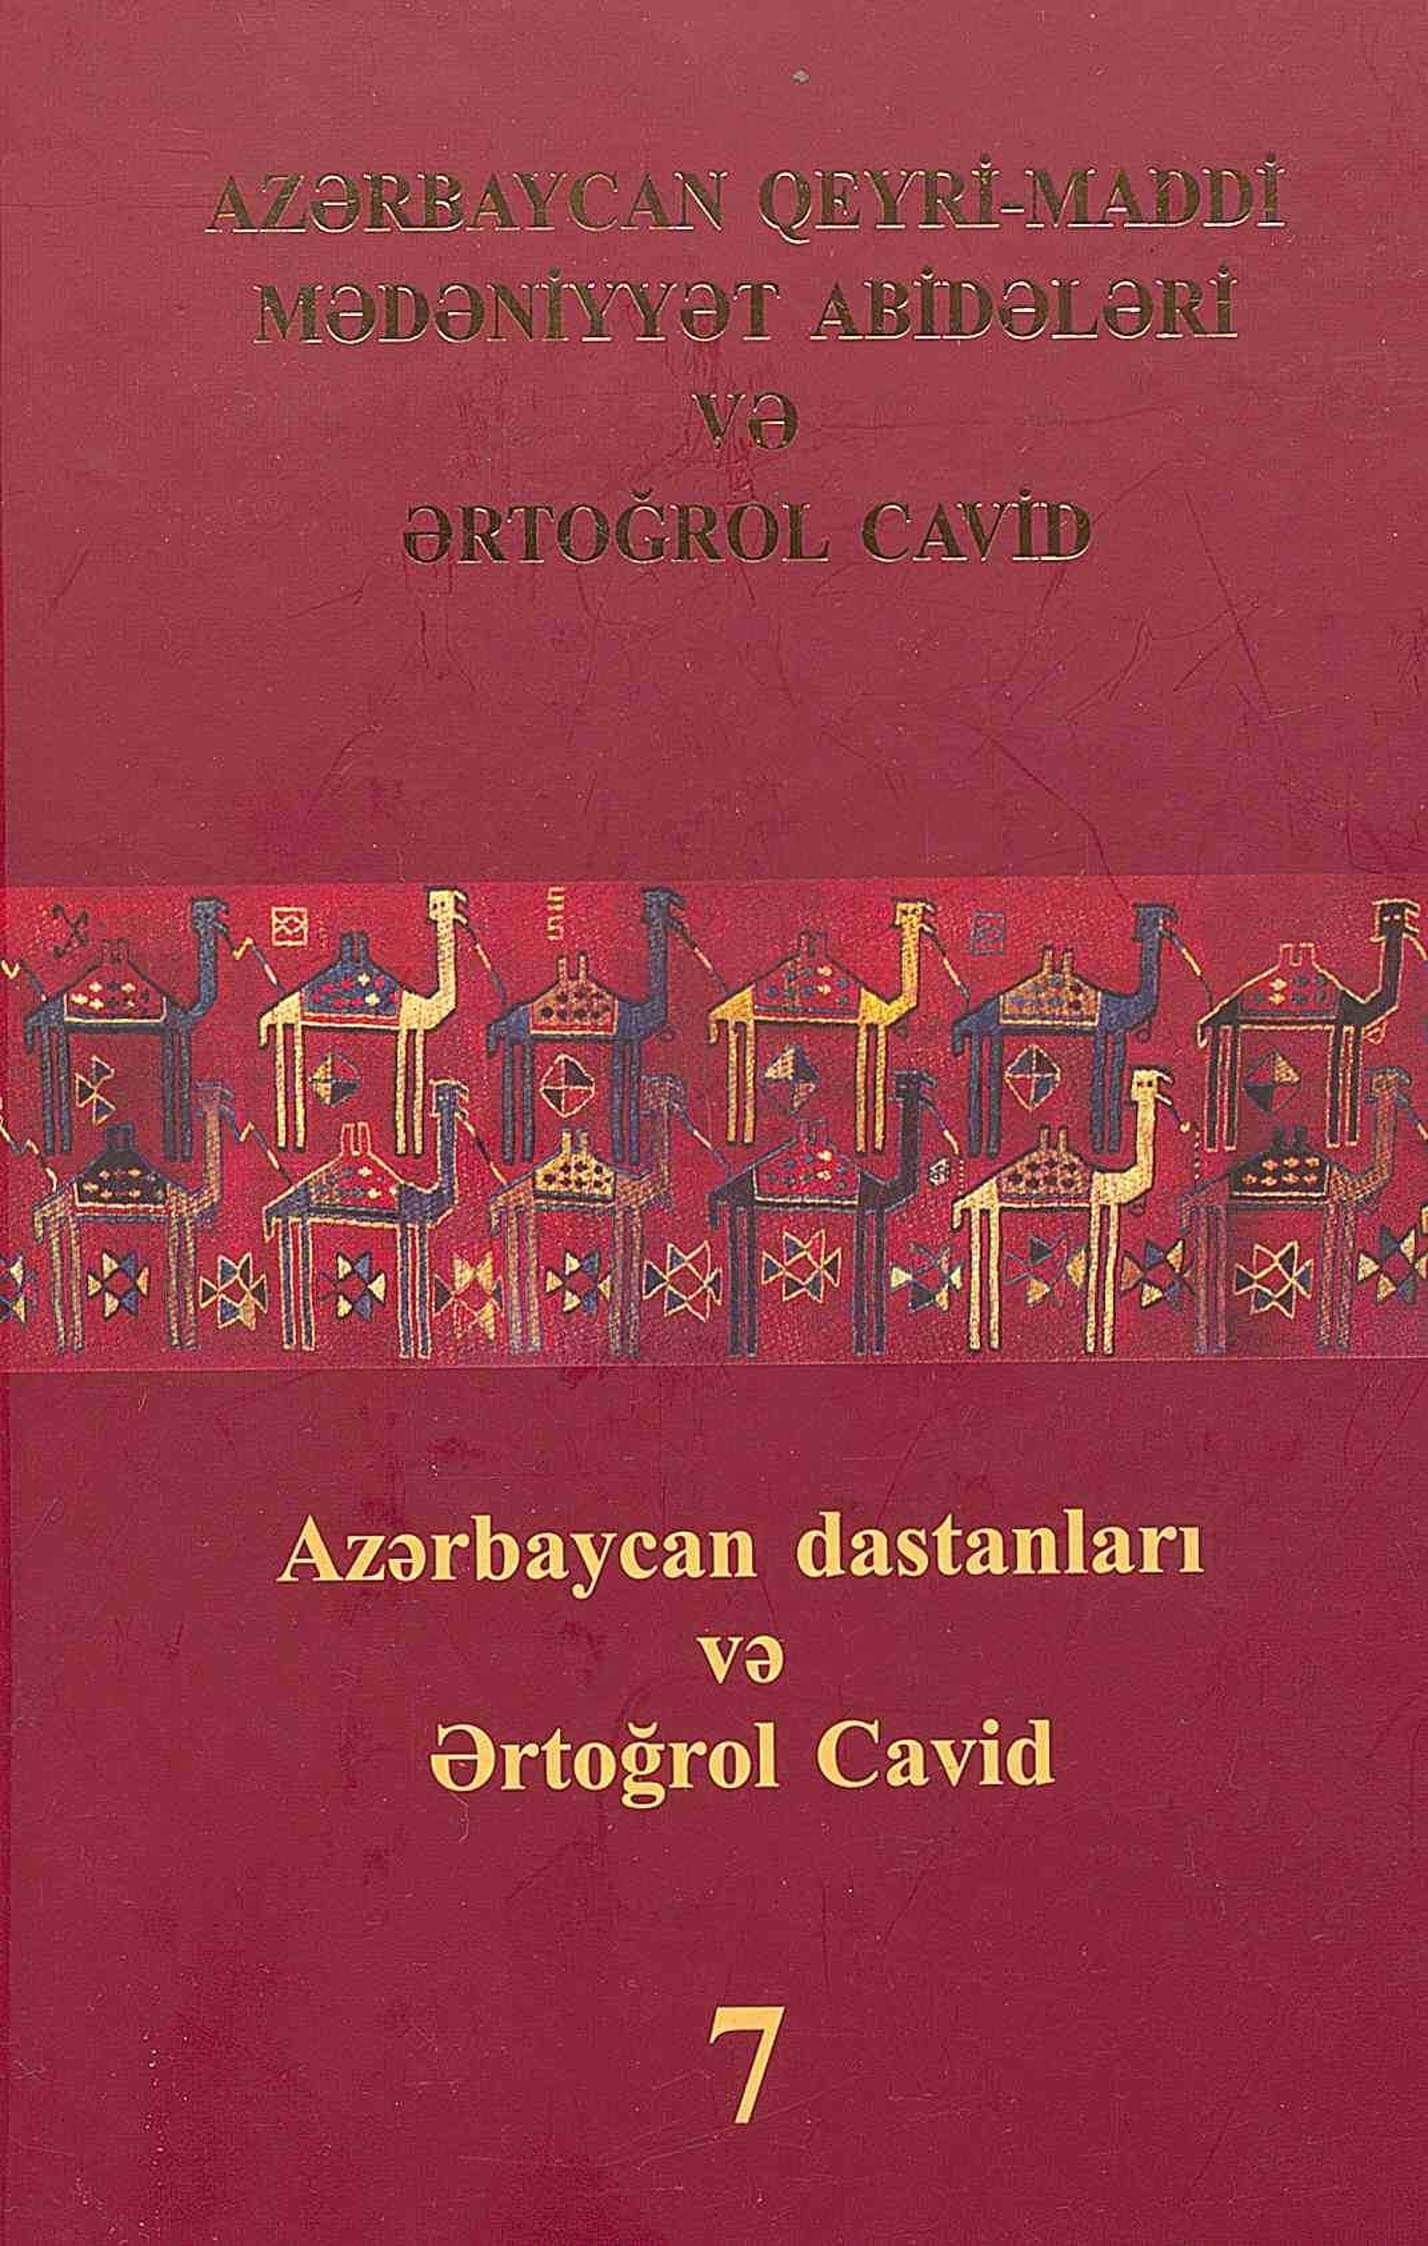 AZƏRBAYCAN QEYRİ-MADDİ
MƏDƏNİYYƏT ABİDƏLƏRİ
VƏ
ƏRTOĞROL CAVİD
Azərbaycan dastanları
və
Ərtoğrol Cavid
7